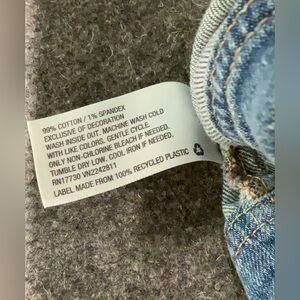 99% COTTON / 1% SPANDEX
EXCLUSIVE OF DECORATION
WASH INSIDE OUT. MACHINE WASH COLD
WITH LIKE COLORS. GENTLE CYCLE.
ONLY NON-CHLORINE BLEACH IF NEEDED.
TUMBLE DRY LOW. COOL IRON IF NEEDED.
RN17730 VN2242811
LABEL MADE FROM 100% RECYCLED PLASTIC